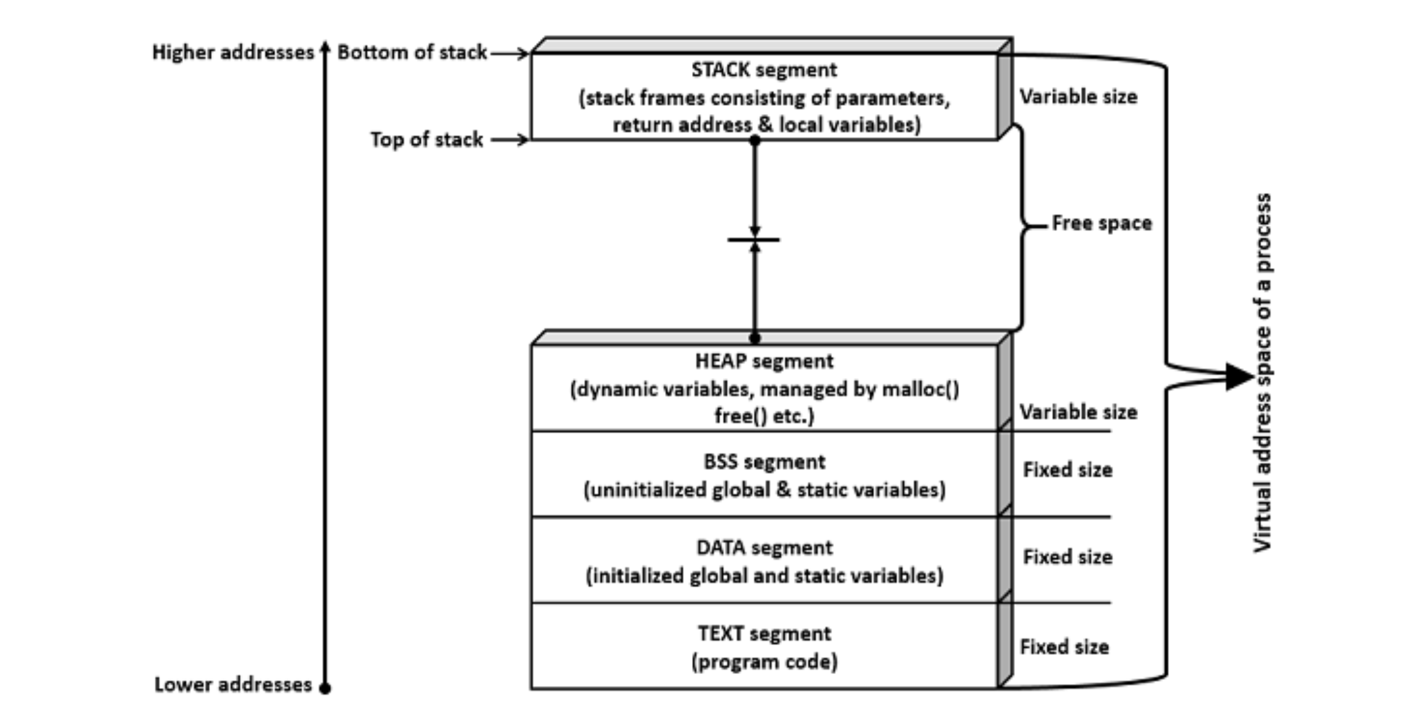 Higher addresses
Bottom of stack
STACK segment
(stack frames consisting of parameters,
return address & local variables)
Variable size
Top of stack
Free space
Virtual address space of a process
HEAP segment
(dynamic variables, managed by malloc()
free() etc.)
Variable size
BSS segment
(uninitialized global & static variables)
Fixed size
DATA segment
(initialized global and static variables)
Fixed size
TEXT segment
(program code)
Fixed size
Lower addresses